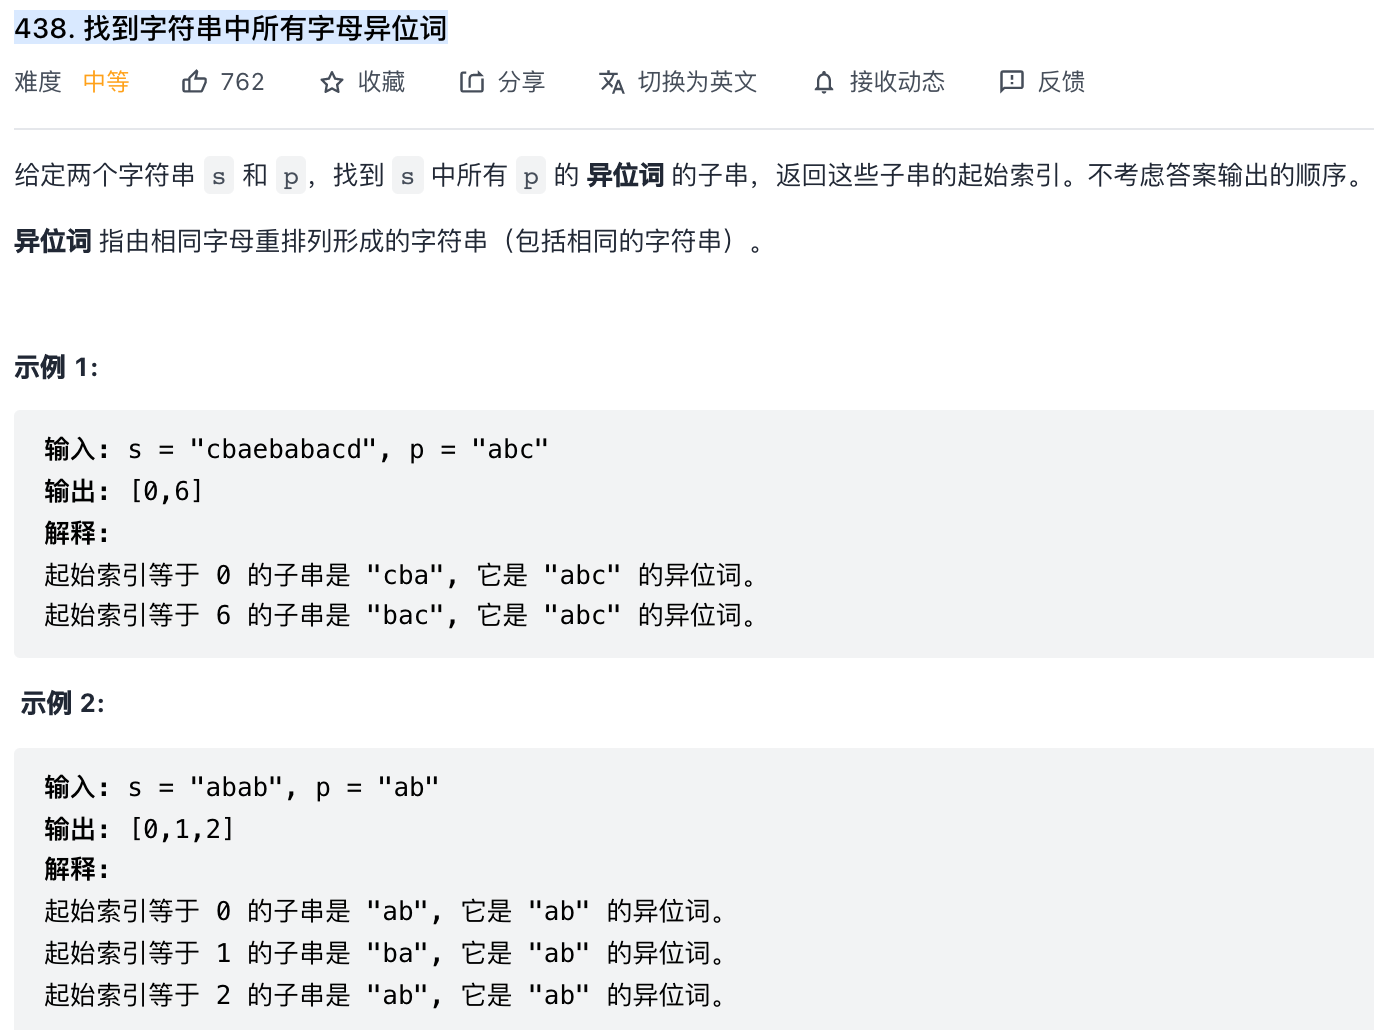 438. 找到字符串中所有字母异位词
难度 中等 762 收藏 分享 切换为英文 接收动态 反馈
给定两个字符串 s 和 p，找到 s 中所有 p 的 异位词 的子串，返回这些子串的起始索引。不考虑答案输出的顺序。
异位词 指由相同字母重排列形成的字符串（包括相同的字符串）。
示例 1:
输入: s = "cbaebabacd", p = "abc"
输出: [0,6]
解释:
起始索引等于 0 的子串是 "cba", 它是 "abc" 的异位词。
起始索引等于 6 的子串是 "bac", 它是 "abc" 的异位词。
示例 2:
输入: s = "abab", p = "ab"
输出: [0,1,2]
解释:
起始索引等于 0 的子串是 "ab", 它是 "ab" 的异位词。
起始索引等于 1 的子串是 "ba", 它是 "ab" 的异位词。
起始索引等于 2 的子串是 "ab", 它是 "ab" 的异位词。